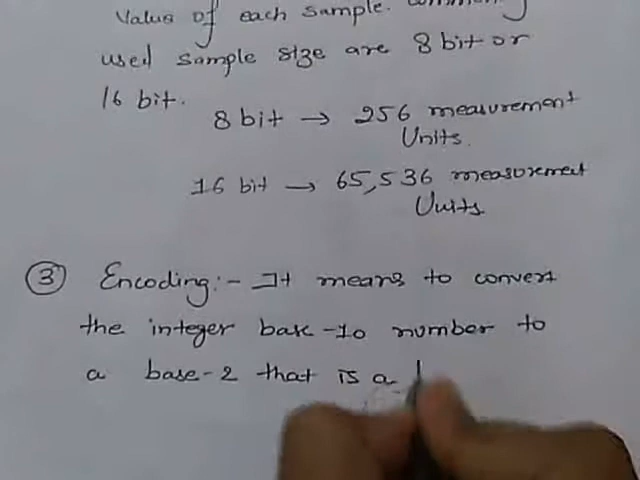 Value of each sample. Commonly
used sample size are 8 bit or
16 bit.
8 bit → 256 measurement
Units.
16 bit → 65,536 measurement
Units.
③ Encoding:- It means to convert
the integer base-10 number to
a base-2 that is a